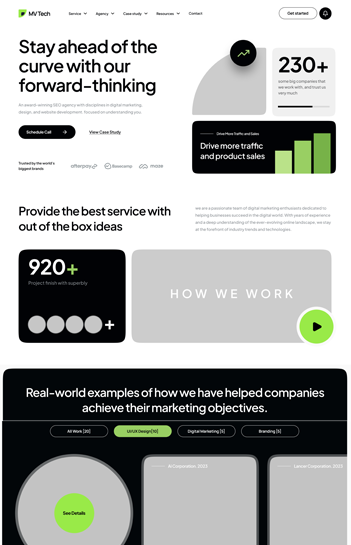 MV Tech
Service
Agency
Case study
Resources
Contact
Get started
Stay ahead of the
curve with our
forward-thinking
An award-winning SEO agency with disciplines in digital marketing,
design, and website development. focused on understanding you.
Schedule Call
View Case Study
Trusted by the world's
biggest brands
afterpay
Basecamp
maze
230+
some big companies that
we work with, and trust us
very much
Drive More Traffic and Sales
Drive more traffic
and product sales
Provide the best service with
out of the box ideas
we are a passionate team of digital marketing enthusiasts dedicated to
helping businesses succeed in the digital world. With years of experience
and a deep understanding of the ever-evolving online landscape, we stay
at the forefront of industry trends and technologies.
920+
Project finish with superbly
HOW WE WORK
Real-world examples of how we have helped companies
achieve their marketing objectives.
All Work [20]
UI/UX Design[10]
Digital Marketing [5]
Branding [5]
See Details
AI Corporation, 2023